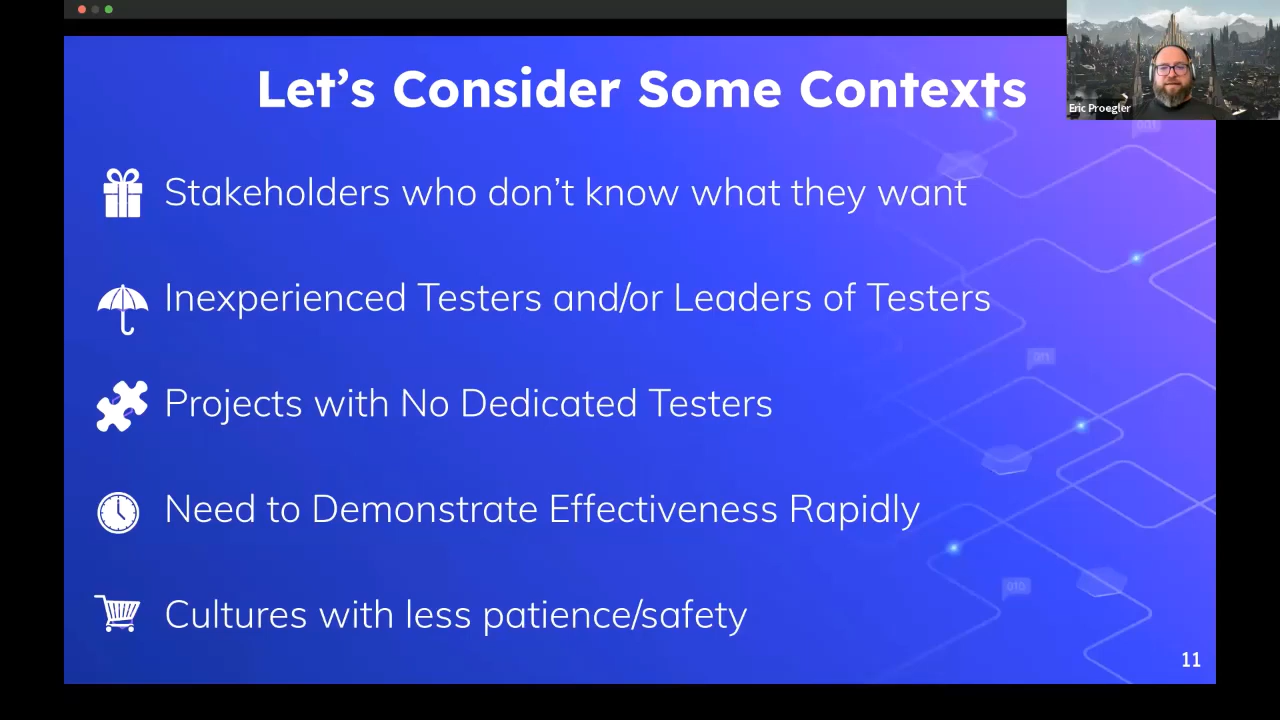 Let’s Consider Some Contexts
Eric Proegler
Stakeholders who don’t know what they want
Inexperienced Testers and/or Leaders of Testers
Projects with No Dedicated Testers
Need to Demonstrate Effectiveness Rapidly
Cultures with less patience/safety
11